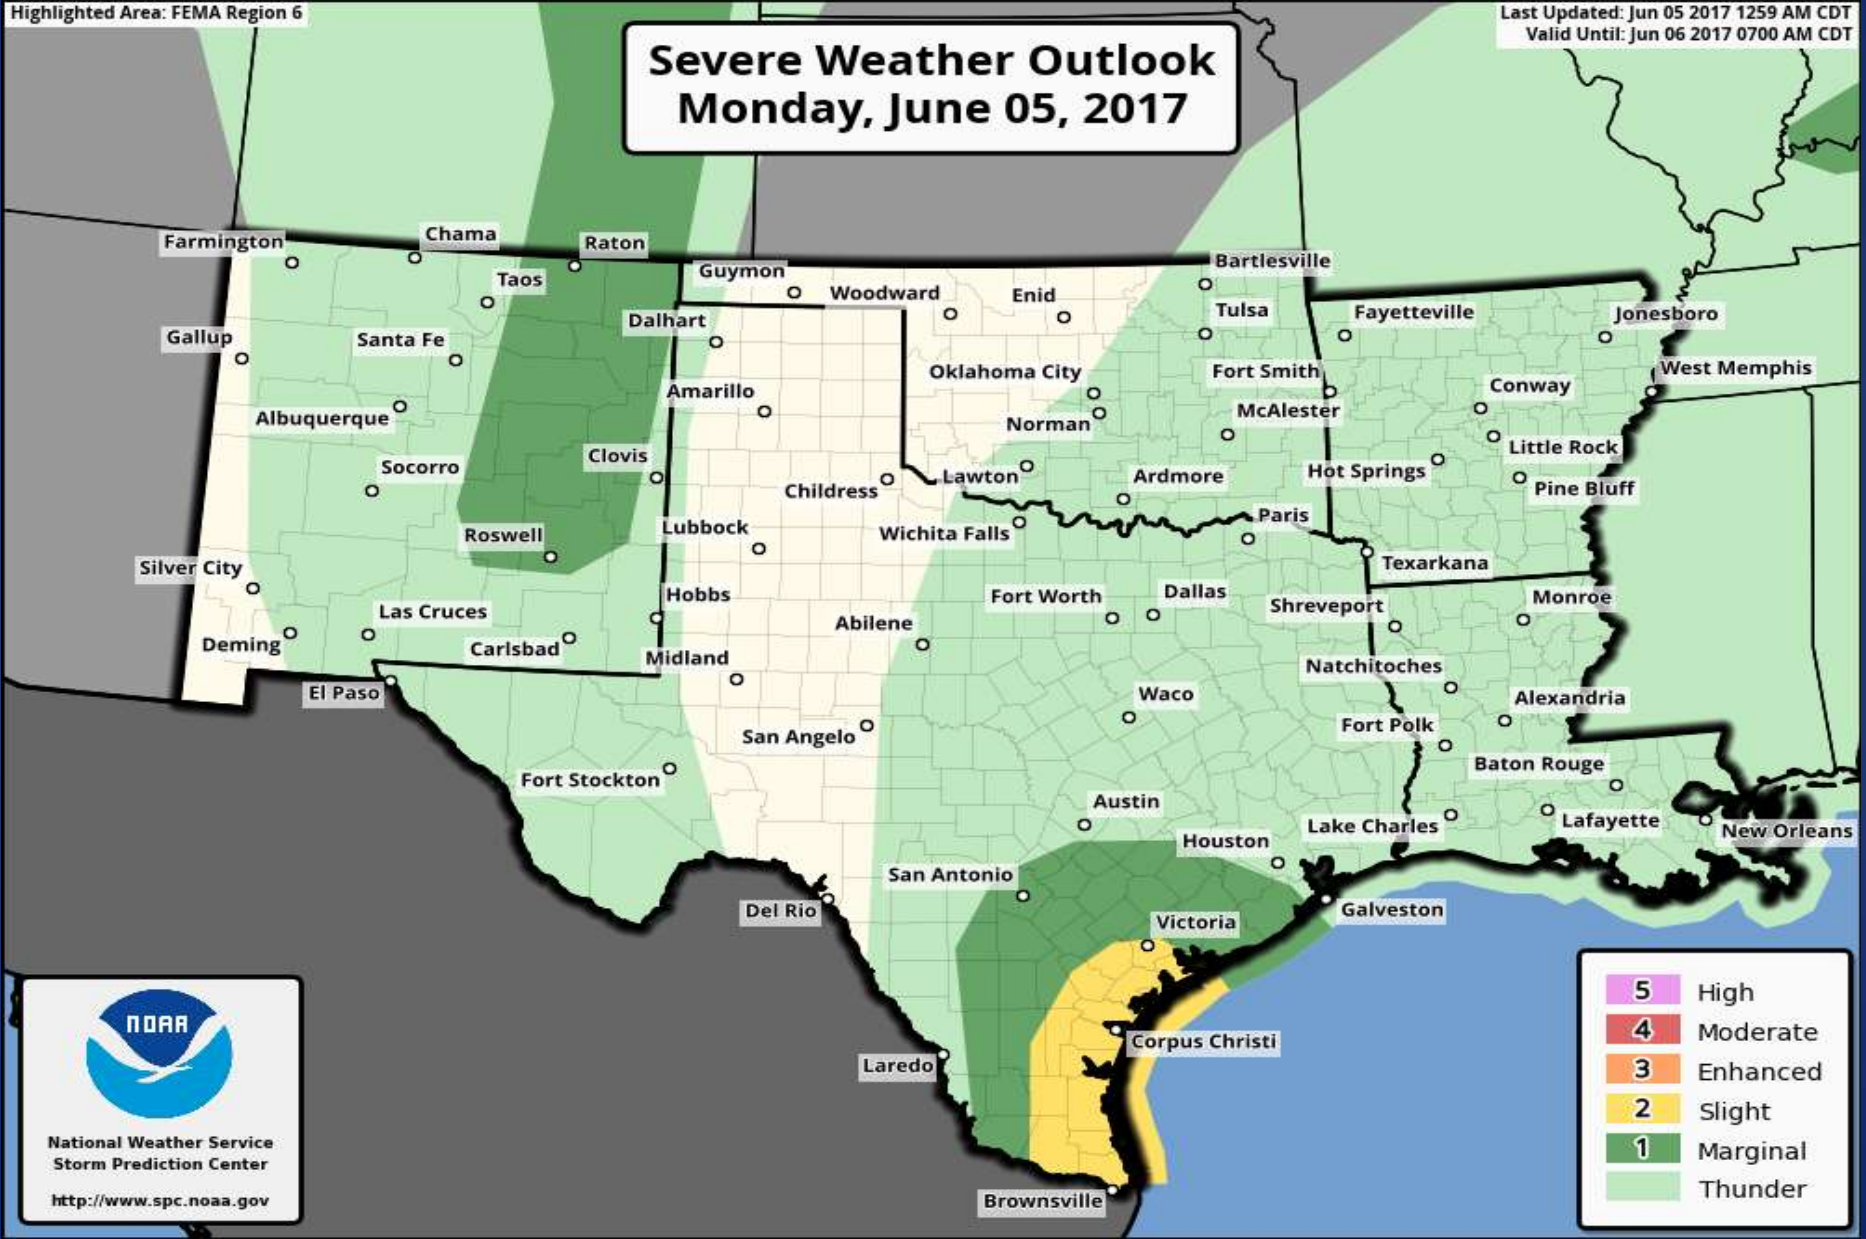 Highlighted Area: FEMA Region 6
Last Updated: Jun 05 2017 1259 AM CDT
Valid Until: Jun 06 2017 0700 AM CDT
Severe Weather Outlook
Monday, June 05, 2017
Farmington
Chama
Raton
Taos
Guymon
Woodward
Enid
Bartlesville
Tulsa
Dalhart
Gallup
Santa Fe
Fayetteville
Jonesboro
Oklahoma City
Fort Smith
West Memphis
Amarillo
Conway
Albuquerque
Norman
McAlester
Little Rock
Socorro
Clovis
Childress
Lawton
Ardmore
Hot Springs
Pine Bluff
Roswell
Lubbock
Wichita Falls
Paris
Silver City
Texarkana
Las Cruces
Hobbs
Fort Worth
Dallas
Shreveport
Monroe
Deming
Carlsbad
Abilene
Midland
Natchitoches
El Paso
Waco
Alexandria
San Angelo
Fort Polk
Fort Stockton
Baton Rouge
Austin
Lake Charles
Lafayette
New Orleans
Houston
San Antonio
Del Rio
Victoria
Galveston
Corpus Christi
Laredo
Brownsville
NOAA
National Weather Service
Storm Prediction Center
http://www.spc.noaa.gov
5 High
4 Moderate
3 Enhanced
2 Slight
1 Marginal
Thunder